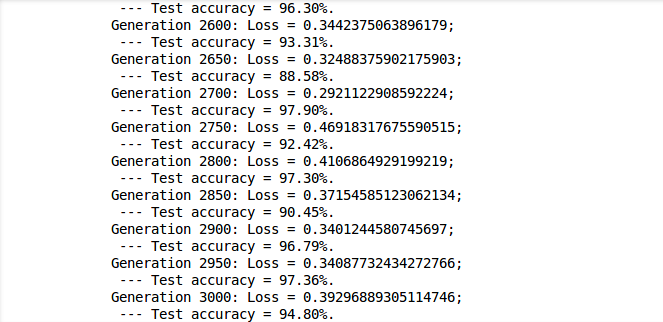 --- Test accuracy = 96.30%.
Generation 2600: Loss = 0.3442375063896179;
--- Test accuracy = 93.31%.
Generation 2650: Loss = 0.32488375902175903;
--- Test accuracy = 88.58%.
Generation 2700: Loss = 0.2921122908592224;
--- Test accuracy = 97.90%.
Generation 2750: Loss = 0.46918317675590515;
--- Test accuracy = 92.42%.
Generation 2800: Loss = 0.4106864929199219;
--- Test accuracy = 97.30%.
Generation 2850: Loss = 0.37154585123062134;
--- Test accuracy = 90.45%.
Generation 2900: Loss = 0.3401244580745697;
--- Test accuracy = 96.79%.
Generation 2950: Loss = 0.34087732434272766;
--- Test accuracy = 97.36%.
Generation 3000: Loss = 0.39296889305114746;
--- Test accuracy = 94.80%.